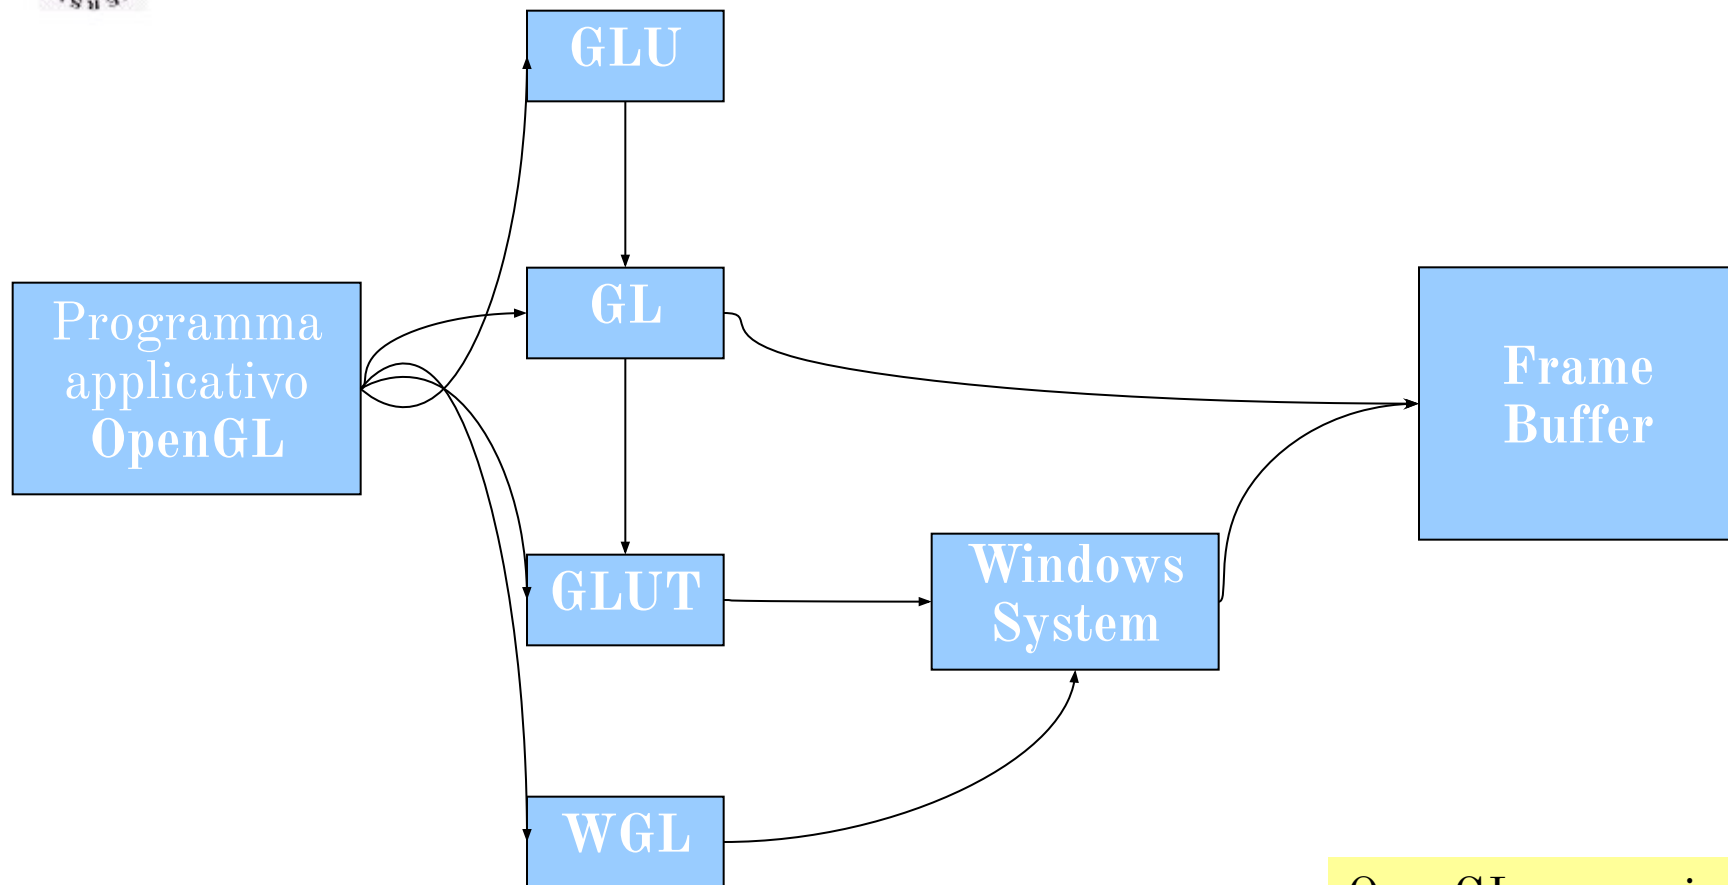 GLU
GL
Programma
applicativo
OpenGL
Frame
Buffer
GLUT
Windows
System
WGL